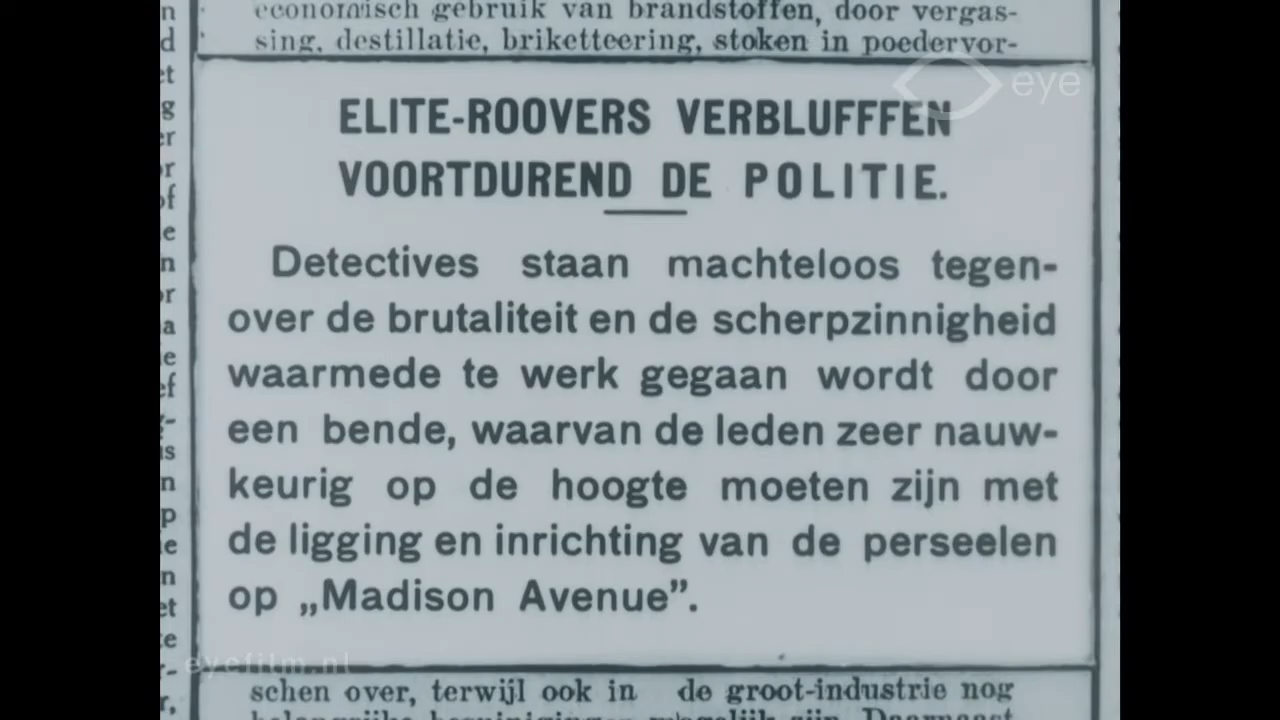 economisch gebruik van brandstoffen, door vergas-
sing, destillatie, briketteering, stoken in poedervor-
eye
ELITE-ROOVERS VERBLUFFFEN
VOORTDUREND DE POLITIE.
Detectives staan machteloos tegen-
over de brutaliteit en de scherpzinnigheid
waarmede te werk gegaan wordt door
een bende, waarvan de leden zeer nauw-
keurig op de hoogte moeten zijn met
de ligging en inrichting van de perseelen
op „Madison Avenue”.
eyefilm.nl
schen over, terwijl ook in de groot-industrie nog